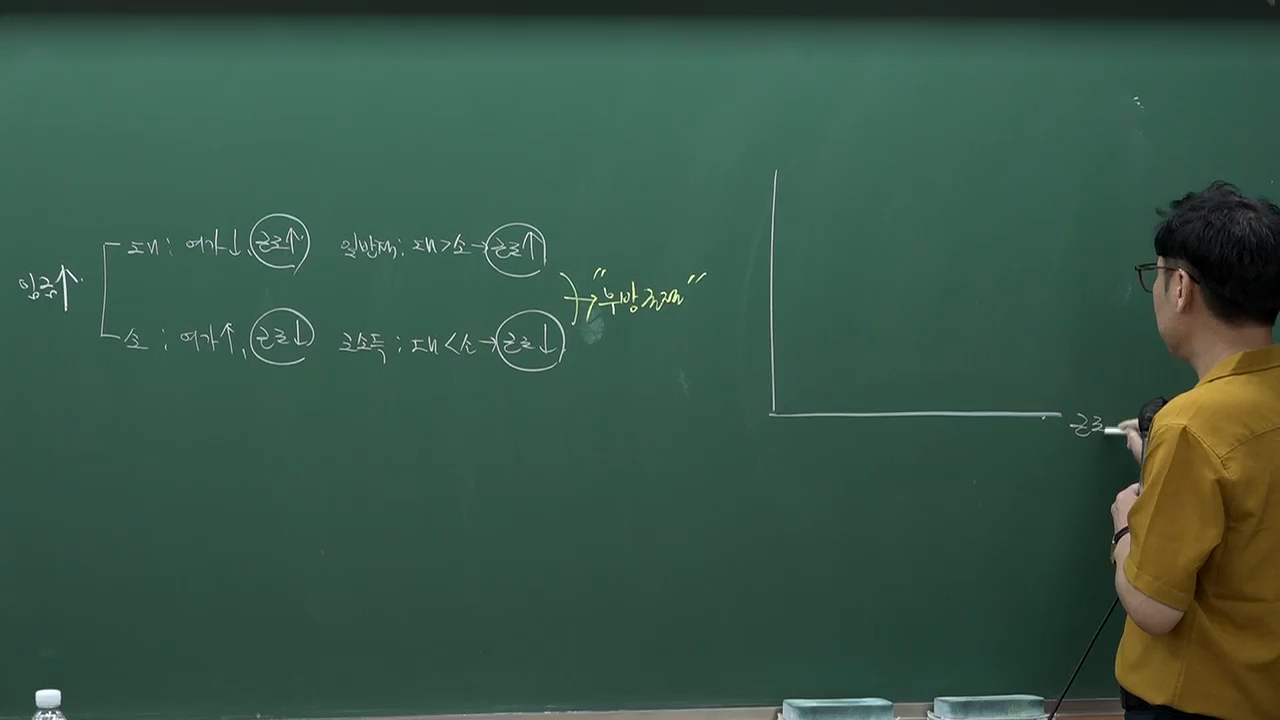 임금↑
대 ; 여가↓, 근로↑ 일반재 ; 대>소→근로↑
소 ; 여가↑, 근로↓ 고소득 ; 대<소→근로↓
→"후방굴절"
근로